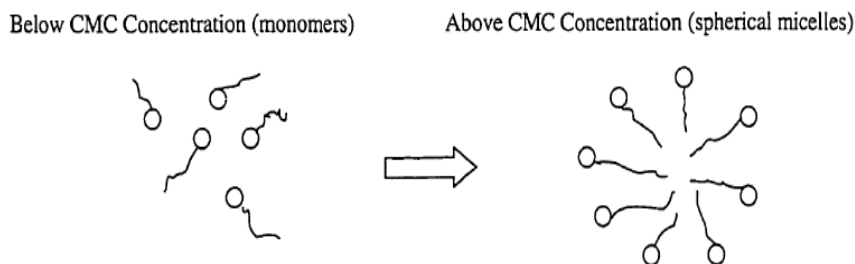 Below CMC Concentration (monomers)
Above CMC Concentration (spherical micelles)